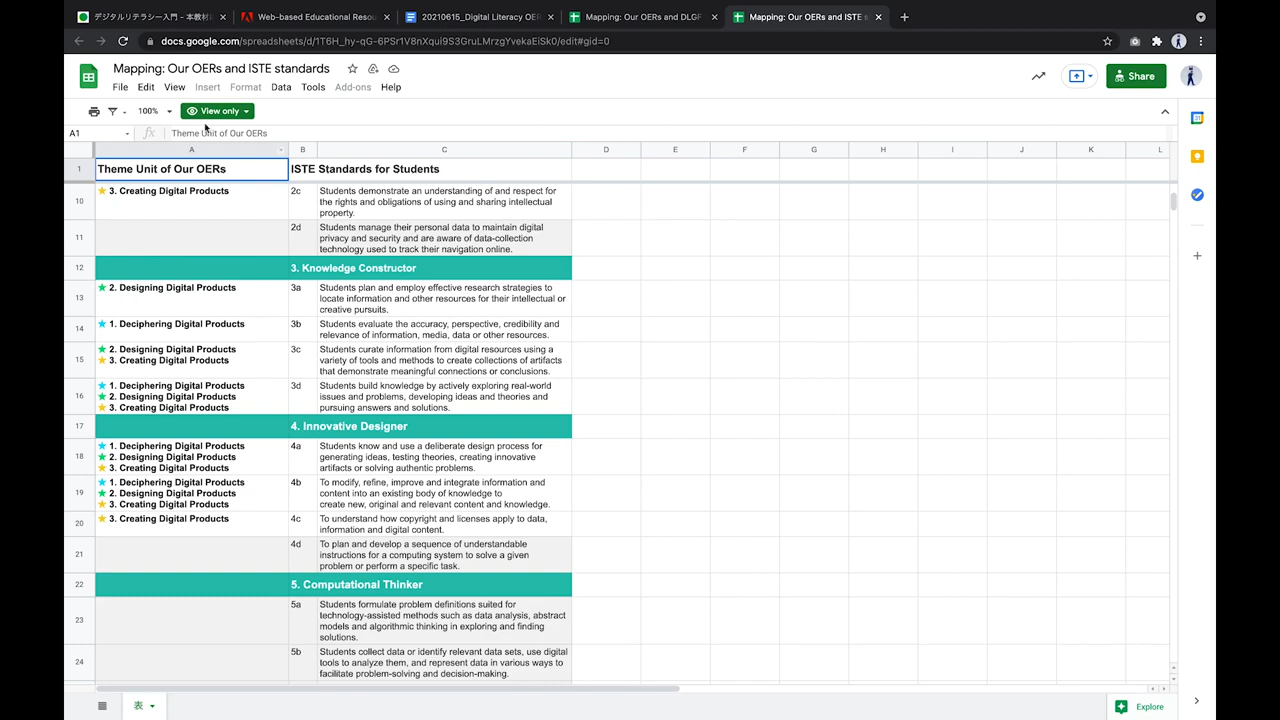 デジタルリテラシー入門 - 本教材
Web-based Educational Resou
20210615_Digital Literacy OER
Mapping: Our OERs and DLGF
Mapping: Our OERs and ISTE s
docs.google.com/spreadsheets/d/1T6H_hy-qG-6PSr1V8nXqui9S3GruLMrzgYvekaEiSk0/edit#gid=0
Mapping: Our OERs and ISTE standards
File Edit View Insert Format Data Tools Add-ons Help
Share
100%
View only
A1
fx
Theme Unit of Our OERs
A B C D E F G H I J K L
1 Theme Unit of Our OERs ISTE Standards for Students
10 3. Creating Digital Products 2c Students demonstrate an understanding of and respect for
the rights and obligations of using and sharing intellectual
property.
11 2d Students manage their personal data to maintain digital
privacy and security and are aware of data-collection
technology used to track their navigation online.
12 3. Knowledge Constructor
13 2. Designing Digital Products 3a Students plan and employ effective research strategies to
locate information and other resources for their intellectual or
creative pursuits.
14 1. Deciphering Digital Products 3b Students evaluate the accuracy, perspective, credibility and
relevance of information, media, data or other resources.
15 2. Designing Digital Products 3c Students curate information from digital resources using a
3. Creating Digital Products variety of tools and methods to create collections of artifacts
that demonstrate meaningful connections or conclusions.
16 1. Deciphering Digital Products 3d Students build knowledge by actively exploring real-world
2. Designing Digital Products issues and problems, developing ideas and theories and
3. Creating Digital Products pursuing answers and solutions.
17 4. Innovative Designer
18 1. Deciphering Digital Products 4a Students know and use a deliberate design process for
2. Designing Digital Products generating ideas, testing theories, creating innovative
3. Creating Digital Products artifacts or solving authentic problems.
19 1. Deciphering Digital Products 4b To modify, refine, improve and integrate information and
2. Designing Digital Products content into an existing body of knowledge to
3. Creating Digital Products create new, original and relevant content and knowledge.
20 3. Creating Digital Products 4c To understand how copyright and licenses apply to data,
information and digital content.
21 4d To plan and develop a sequence of understandable
instructions for a computing system to solve a given
problem or perform a specific task.
22 5. Computational Thinker
23 5a Students formulate problem definitions suited for
technology-assisted methods such as data analysis, abstract
models and algorithmic thinking in exploring and finding
solutions.
24 5b Students collect data or identify relevant data sets, use digital
tools to analyze them, and represent data in various ways to
facilitate problem-solving and decision-making.
表
Explore